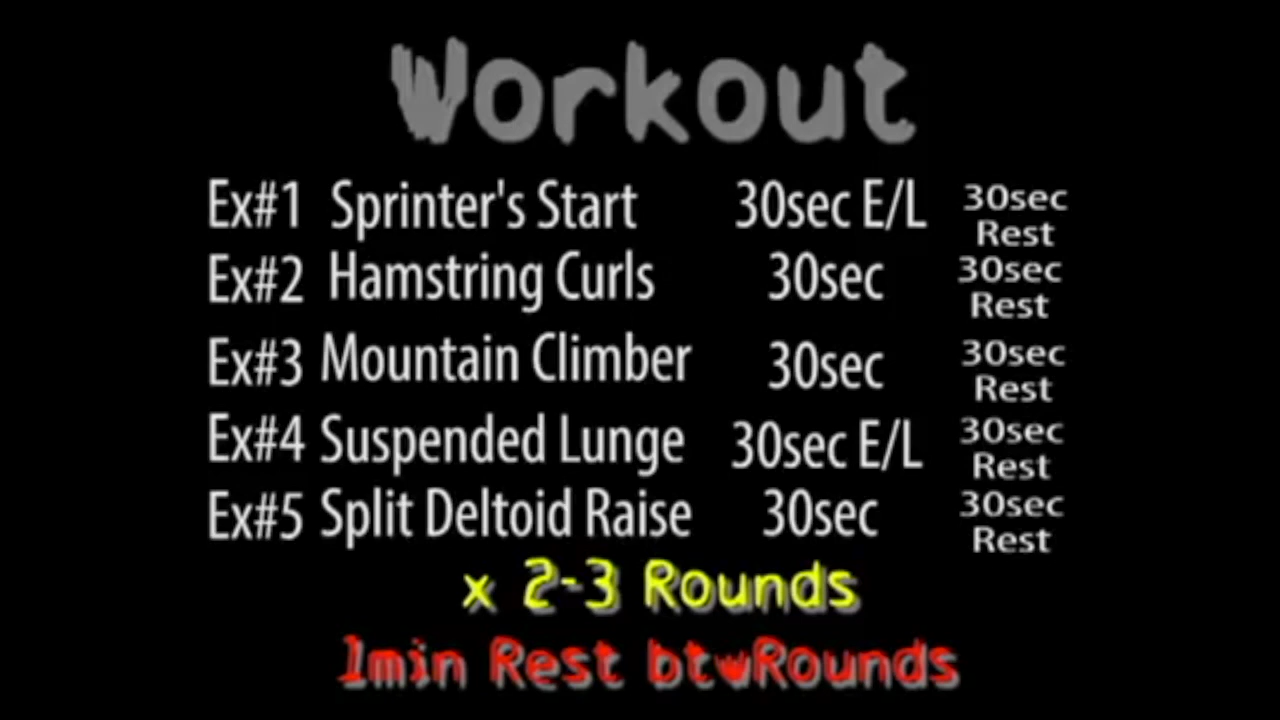 Workout
Ex#1 Sprinter's Start 30sec E/L 30sec Rest
Ex#2 Hamstring Curls 30sec 30sec Rest
Ex#3 Mountain Climber 30sec 30sec Rest
Ex#4 Suspended Lunge 30sec E/L 30sec Rest
Ex#5 Split Deltoid Raise 30sec 30sec Rest
x 2-3 Rounds
1min Rest btwRounds